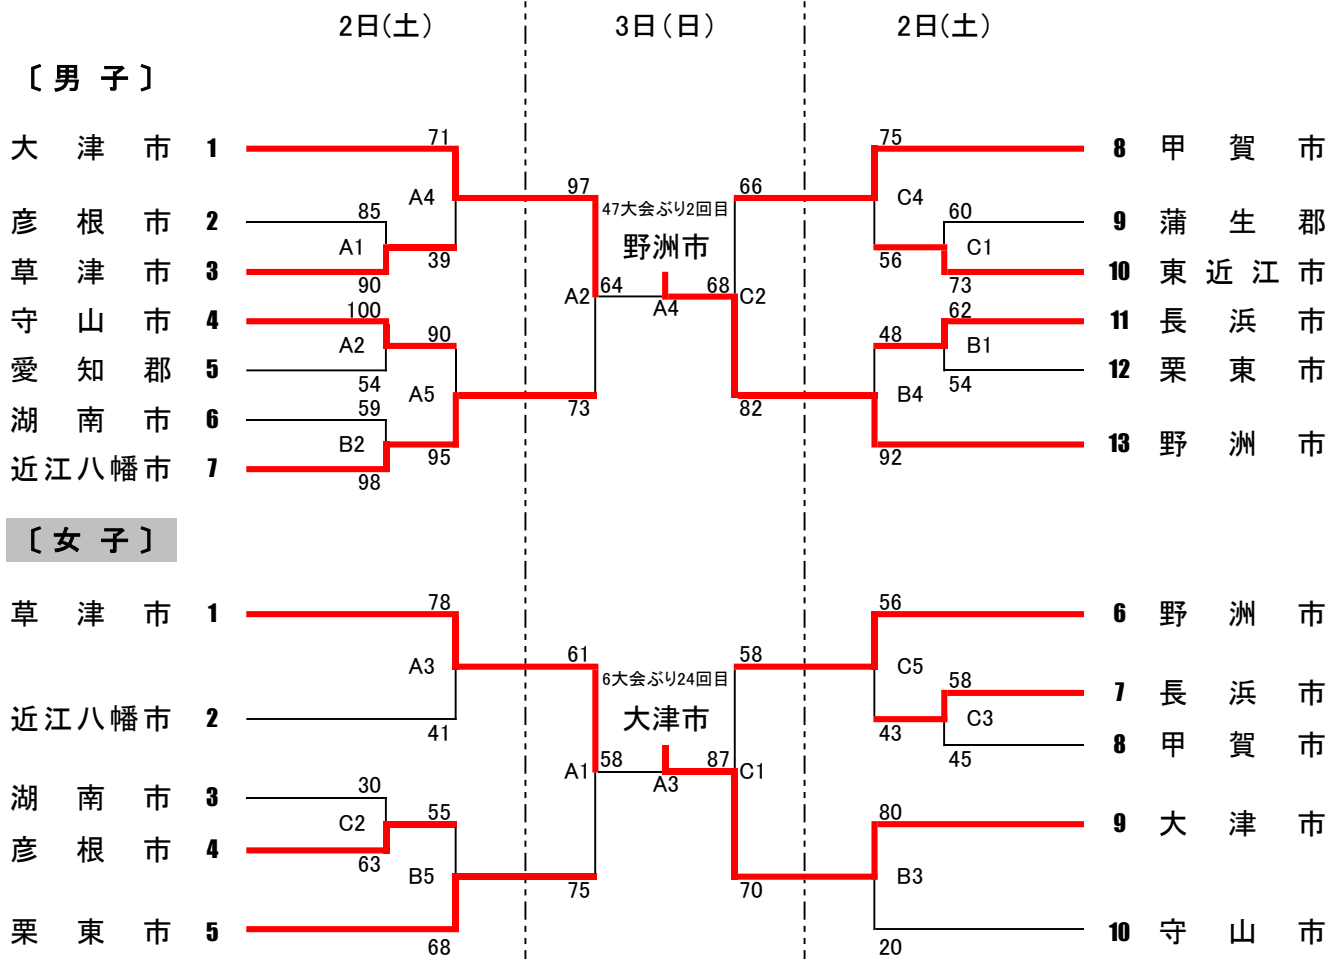 2日(土) 3日(日) 2日(土)
〔男子〕
大津市 1 71 75 8 甲賀市
A4 97 47大会ぶり2回目 66 C4
彦根市 2 85 60 9 蒲生郡
A1 野洲市 C1
草津市 3 90 39 56 73 10 東近江市
A2 64 A4 68 C2
守山市 4 100 90 48 62 11 長浜市
A2 B1
愛知郡 5 54 54 12 栗東市
A5 73 82 B4
湖南市 6 59
B2 95 92 13 野洲市
近江八幡市 7 98
〔女子〕
草津市 1 78 56 6 野洲市
A3 61 6大会ぶり24回目 58 C5
58 7 長浜市
近江八幡市 2 41 大津市 43 C3
45 8 甲賀市
A1 58 A3 87 C1
湖南市 3 30
C2 55 80 9 大津市
彦根市 4 63
B5 75 70 B3
栗東市 5 68 20 10 守山市